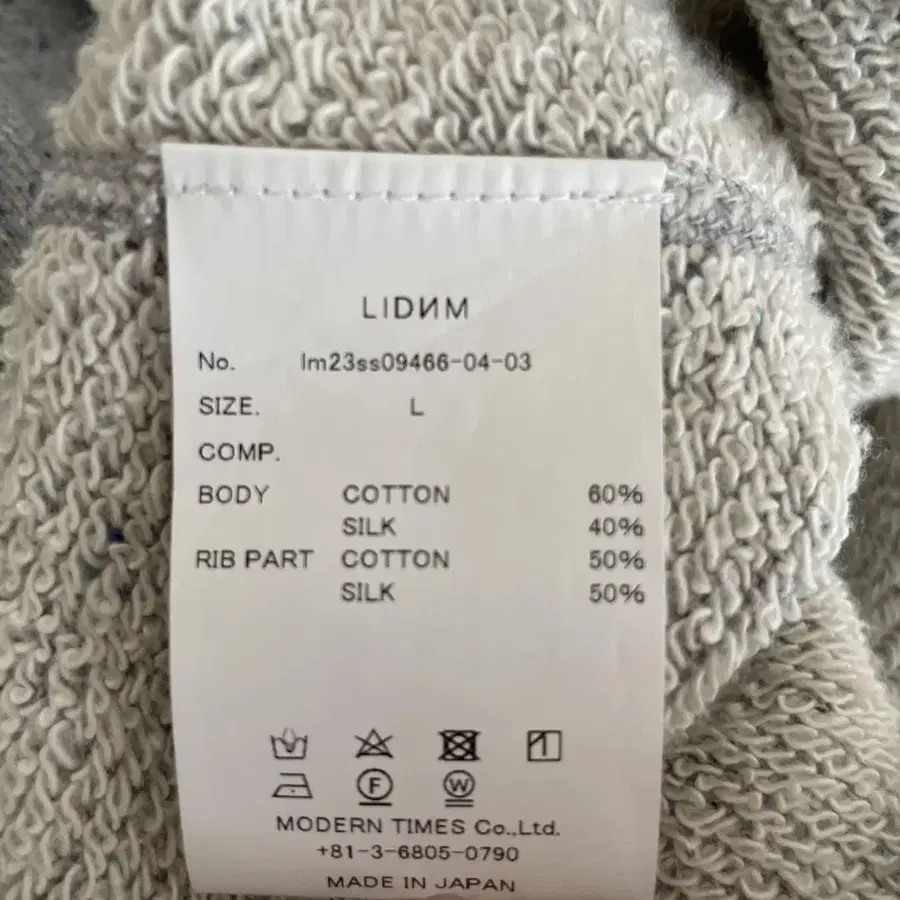 LIDИM
No. lm23ss09466-04-03
SIZE. L
COMP.
BODY COTTON 60%
SILK 40%
RIB PART COTTON 50%
SILK 50%
F W
MODERN TIMES Co.,Ltd.
+81-3-6805-0790
MADE IN JAPAN